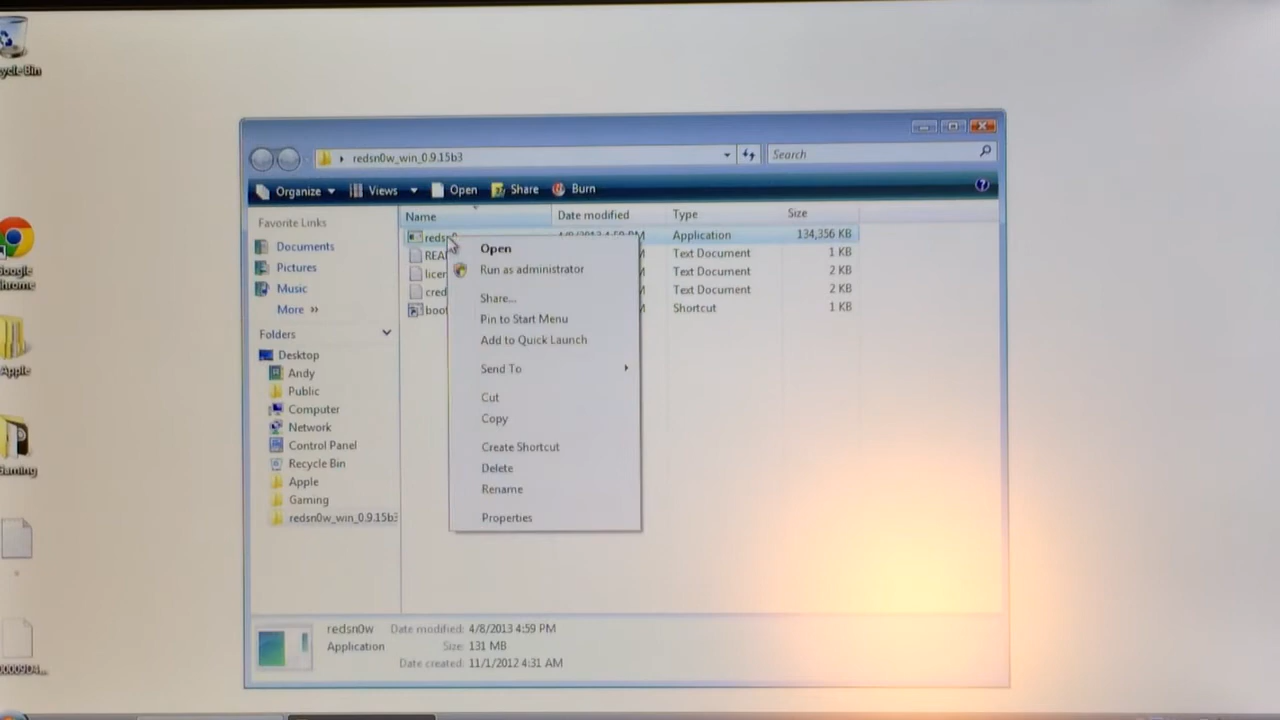 redsn0w_win_0.9.15b3
Search
Organize Views Open Share Burn
Favorite Links
Documents
Pictures
Music
More »
Folders
Desktop
Andy
Public
Computer
Network
Control Panel
Recycle Bin
Apple
Gaming
redsn0w_win_0.9.15b3
Name Date modified Type Size
Application 134,356 KB
Text Document 1 KB
Text Document 2 KB
Text Document 2 KB
Shortcut 1 KB
Open
Run as administrator
Share...
Pin to Start Menu
Add to Quick Launch
Send To
Cut
Copy
Create Shortcut
Delete
Rename
Properties
redsn0w Date modified: 4/8/2013 4:59 PM
Application Size: 131 MB
Date created: 11/1/2012 4:31 AM
cycle Bin
Google Chrome
Apple
Gaming